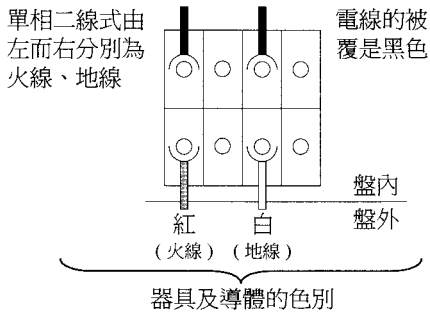 單相二線式由
左而右分別為
火線、地線
電線的被
覆是黑色
盤內
盤外
紅 白
(火線) (地線)
器具及導體的色別